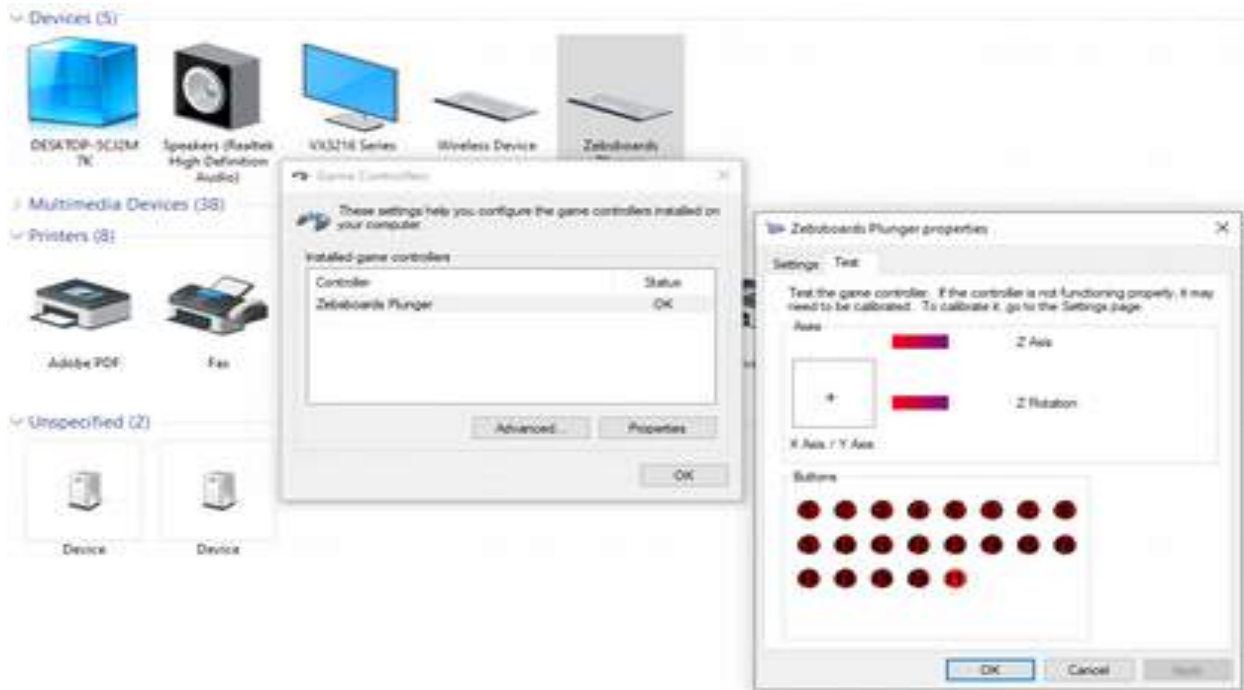 Devices (5)
DESKTOP-SCJ2M
7K
Speakers (Realtek
High Definition
Audio)
VX3216 Series
Wireless Device
Zebsboards
Multimedia Devices (38)
Printers (8)
Adobe PDF
Fax
Unspecified (2)
Device
Device
Game Controllers
These settings help you configure the game controllers installed on
your computer.
Installed game controllers
Controller
Status
Zebsboards Plunger
OK
Advanced...
Properties
OK
Zebsboards Plunger properties
Settings
Test
Test the game controller. If the controller is not functioning properly, it may
need to be calibrated. To calibrate it, go to the Settings page.
Axes
Z Axis
Z Rotation
X Axis / Y Axis
Buttons
OK
Cancel
Apply